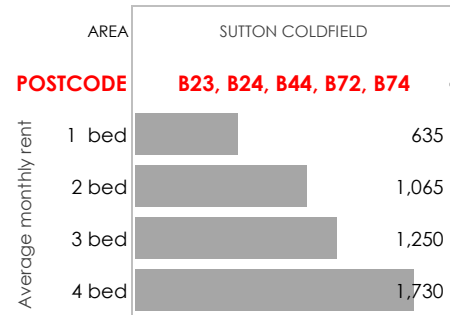 AREA SUTTON COLDFIELD
POSTCODE B23, B24, B44, B72, B74
Average monthly rent
1 bed 635
2 bed 1,065
3 bed 1,250
4 bed 1,730